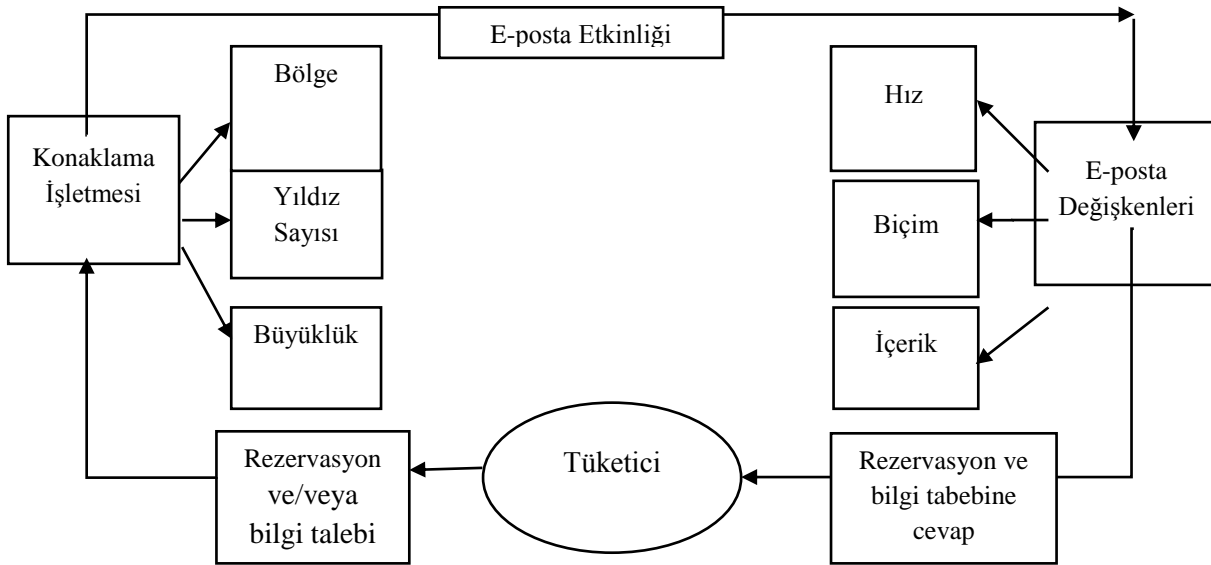 E-posta Etkinliği
Bölge
Hız
Konaklama
İşletmesi
E-posta
Değişkenleri
Yıldız
Sayısı
Biçim
Büyüklük
İçerik
Rezervasyon
ve/veya
bilgi talebi
Tüketici
Rezervasyon ve
bilgi tabebine
cevap